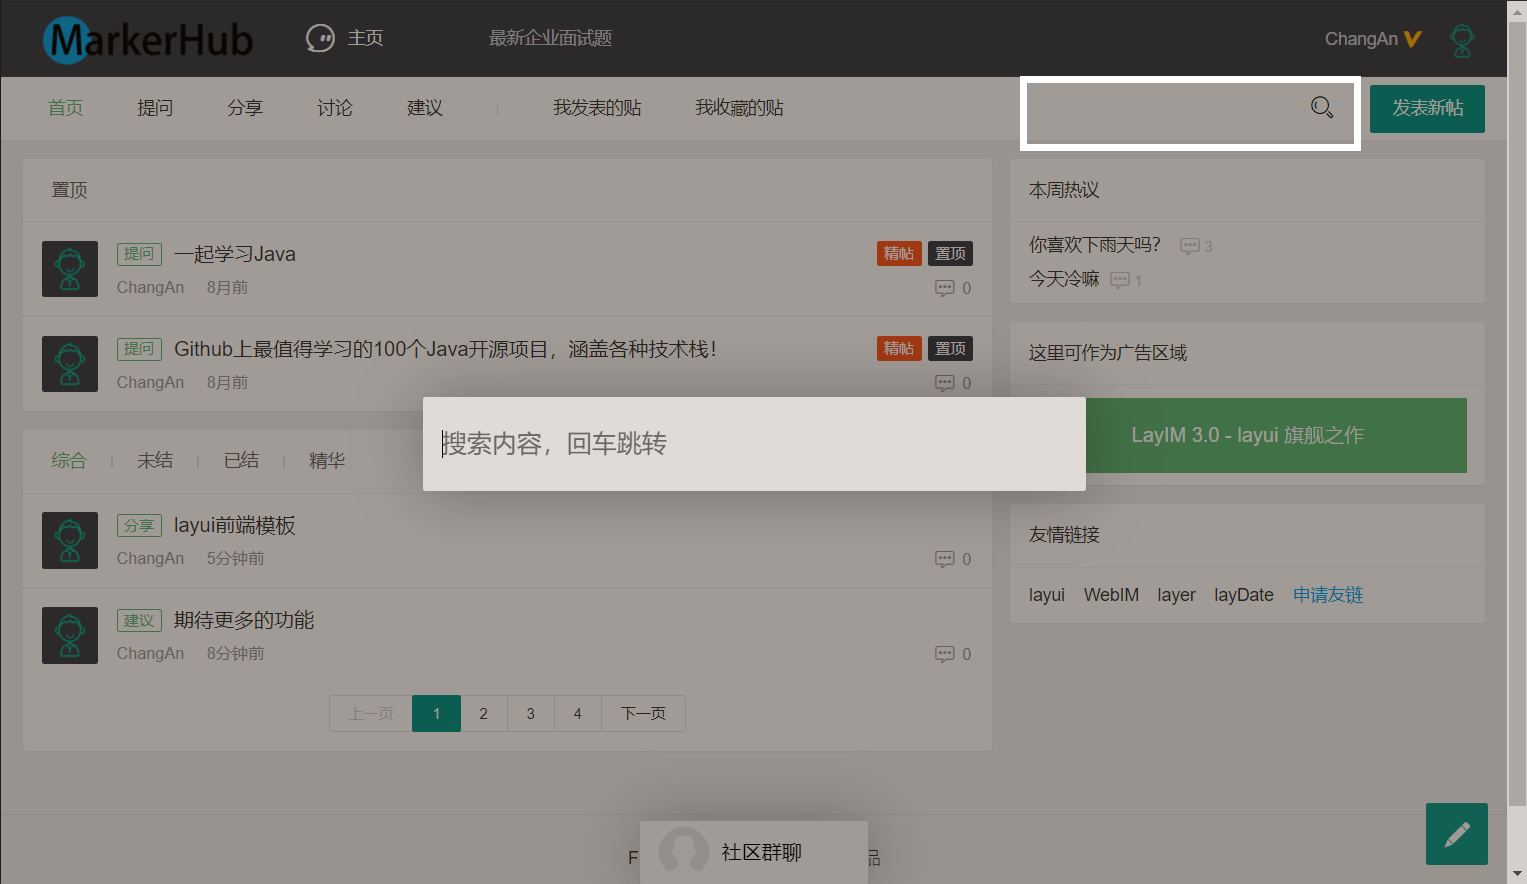 MarkerHub 主页 最新企业面试题 ChangAn
首页 提问 分享 讨论 建议 我发表的贴 我收藏的贴 发表新帖
置顶
提问 一起学习Java 精帖 置顶
ChangAn 8月前 0
提问 Github上最值得学习的100个Java开源项目，涵盖各种技术栈！ 精帖 置顶
ChangAn 8月前 0
综合 未结 已结 精华
搜索内容，回车跳转
分享 layui前端模板
ChangAn 5分钟前 0
建议 期待更多的功能
ChangAn 8分钟前 0
上一页 1 2 3 4 下一页
本周热议
你喜欢下雨天吗？ 3
今天冷嘛 1
这里可作为广告区域
LayIM 3.0 - layui 旗舰之作
友情链接
layui WebIM layer layDate 申请友链
F 社区群聊 品